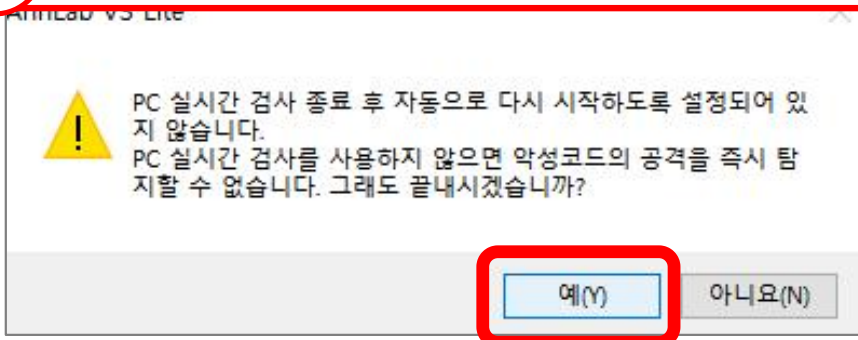 AhnLab V3 Lite
PC 실시간 검사 종료 후 자동으로 다시 시작하도록 설정되어 있
지 않습니다.
PC 실시간 검사를 사용하지 않으면 악성코드의 공격을 즉시 탐
지할 수 없습니다. 그래도 끝내시겠습니까?
예(Y) 아니요(N)